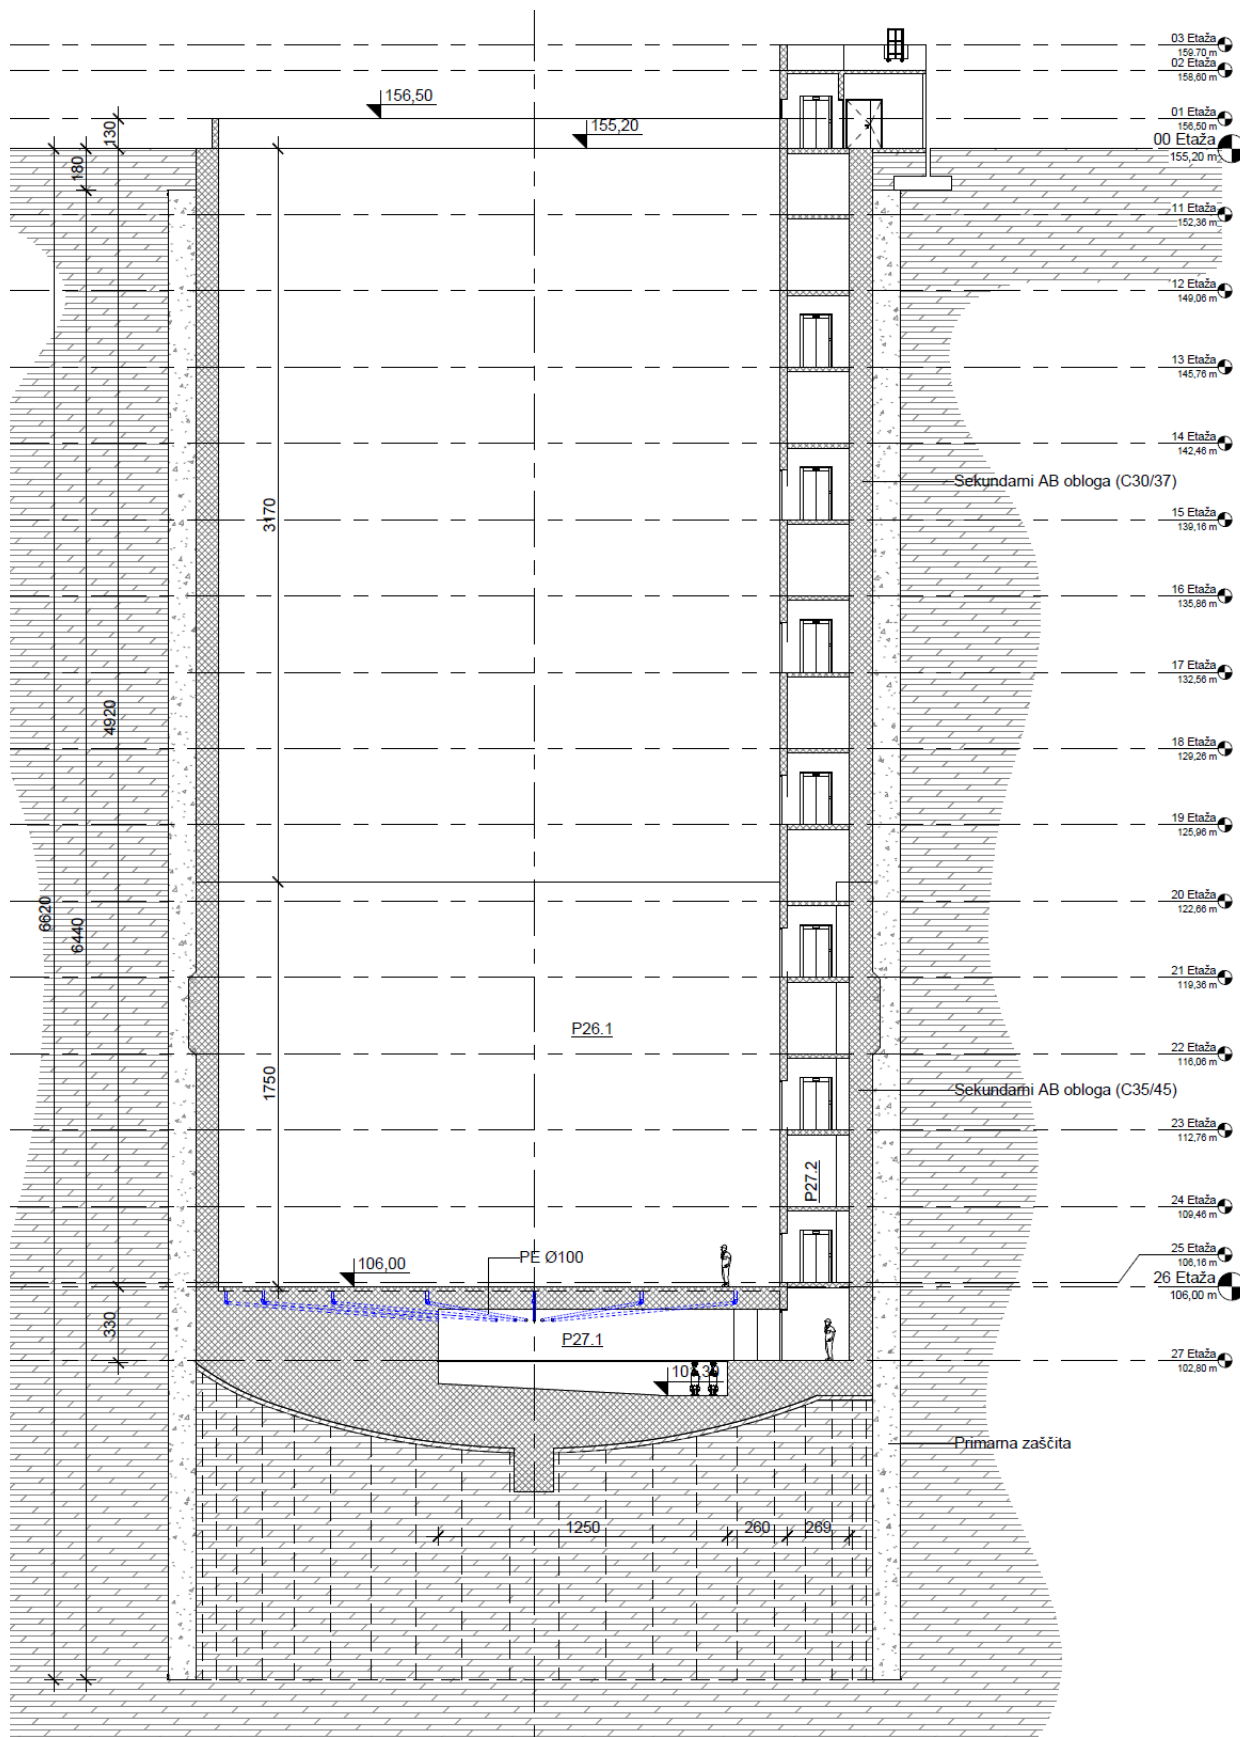 03 Etaža
159.70 m
02 Etaža
158,60 m
156,50
01 Etaža
156,50 m
155,20
130
00 Etaža
155,20 m
180
11 Etaža
152,36 m
12 Etaža
149,06 m
13 Etaža
145,76 m
14 Etaža
142,46 m
Sekundarni AB obloga (C30/37)
3170
15 Etaža
139,16 m
16 Etaža
135,86 m
17 Etaža
132,56 m
4920
18 Etaža
129,26 m
19 Etaža
125,96 m
20 Etaža
122,66 m
6620
6440
21 Etaža
119,36 m
P26.1
22 Etaža
116,06 m
1750
Sekundarni AB obloga (C35/45)
23 Etaža
112,76 m
P27.2
24 Etaža
109,46 m
25 Etaža
106,16 m
PE Ø100
106,00
26 Etaža
106,00 m
330
P27.1
27 Etaža
102,80 m
Primarna zaščita
1250
260
269